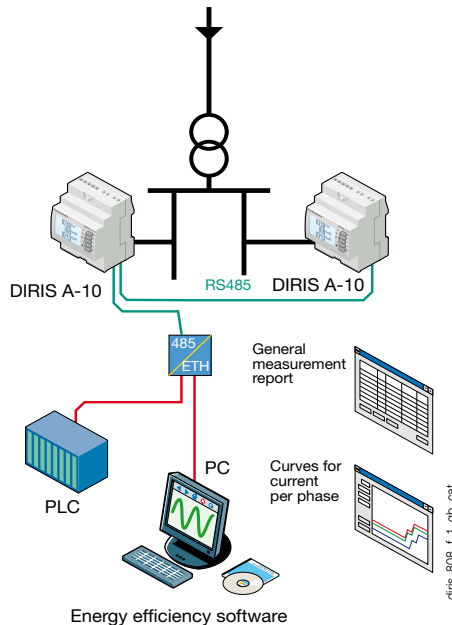 DIRIS A-10
RS485
DIRIS A-10
485
ETH
General
measurement
report
PLC
PC
Curves for
current
per phase
Energy efficiency software
diris_808_f_1_gb_cat